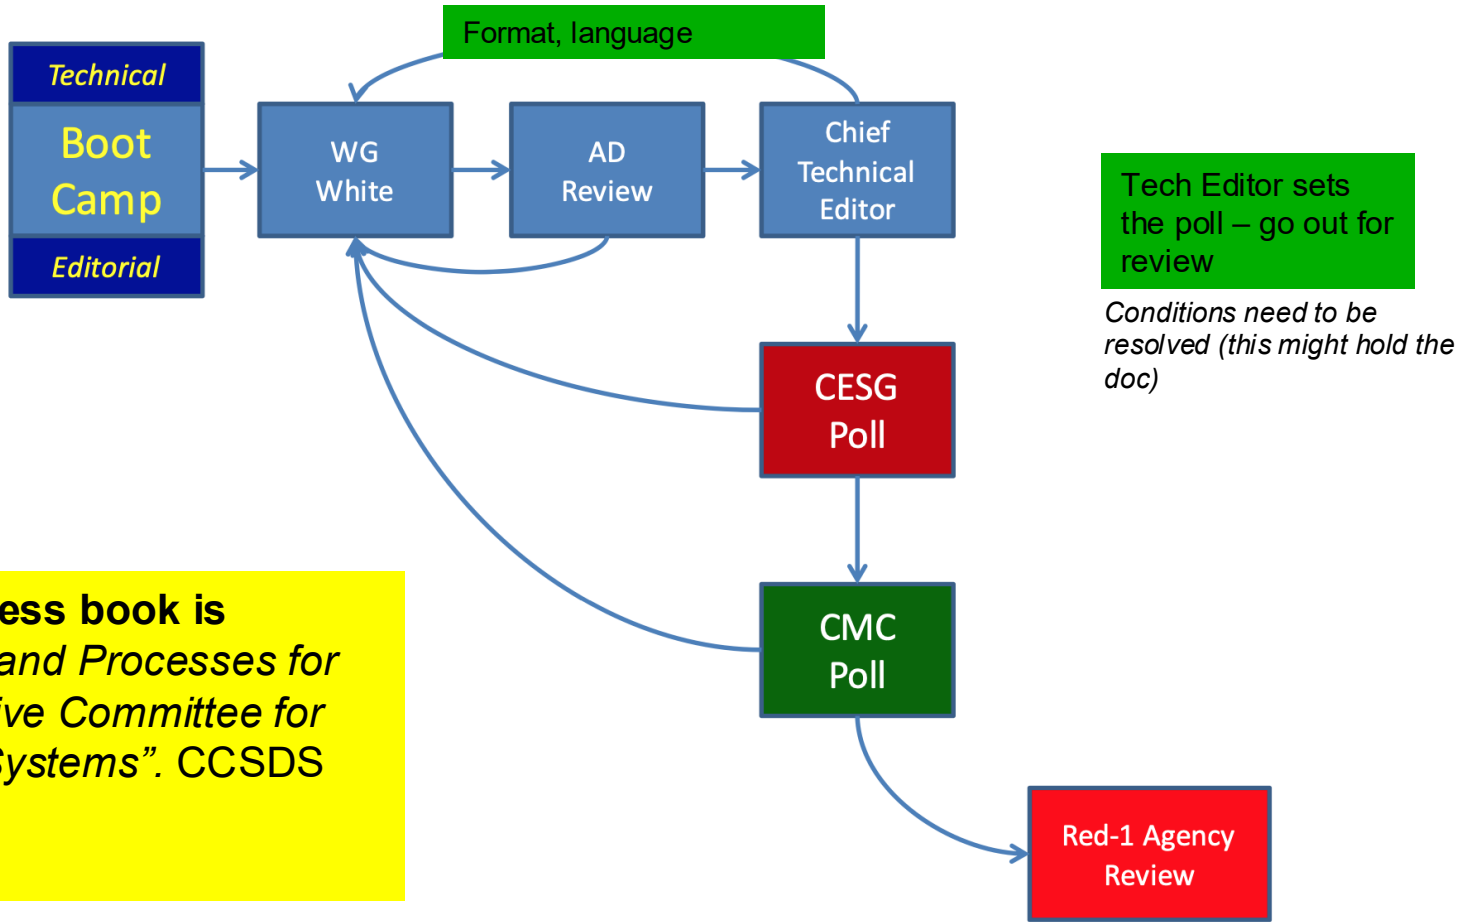 Format, language
Technical
Boot
Camp
Editorial
WG
White
AD
Review
Chief
Technical
Editor
Tech Editor sets
the poll – go out for
review
Conditions need to be
resolved (this might hold the
doc)
CESG
Poll
CMC
Poll
ess book is
and Processes for
ive Committee for
Systems”. CCSDS
Red-1 Agency
Review